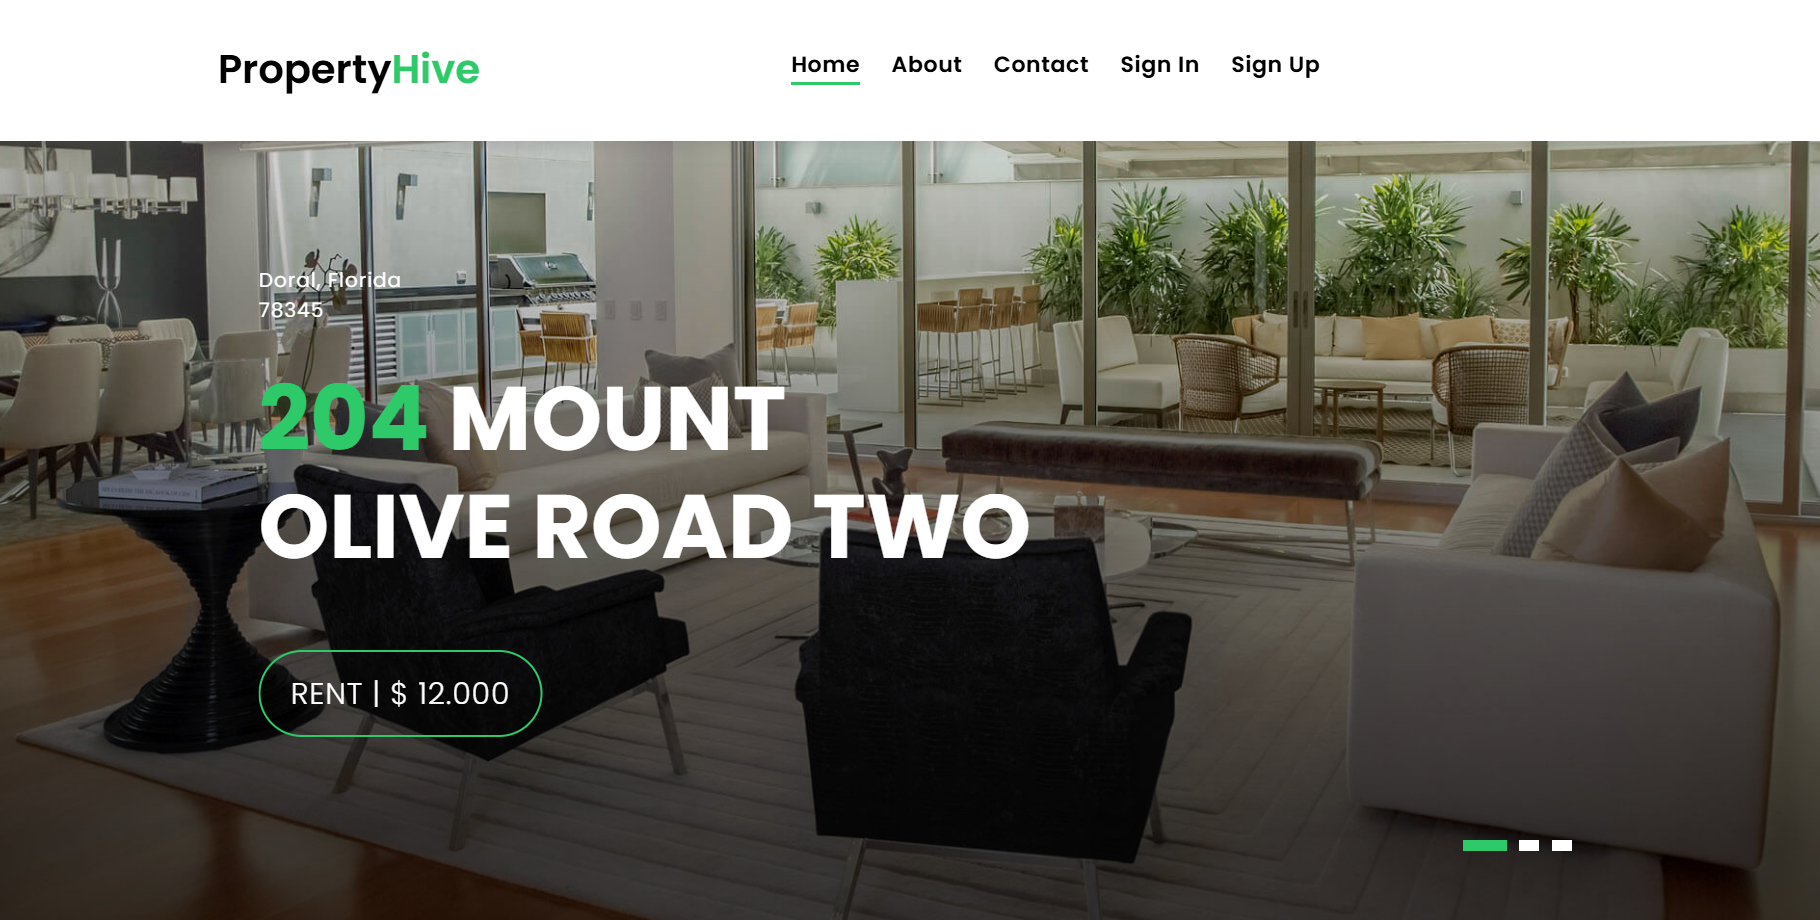 PropertyHive
Home About Contact Sign In Sign Up
Doral, Florida
78345
204 MOUNT
OLIVE ROAD TWO
RENT | $ 12.000